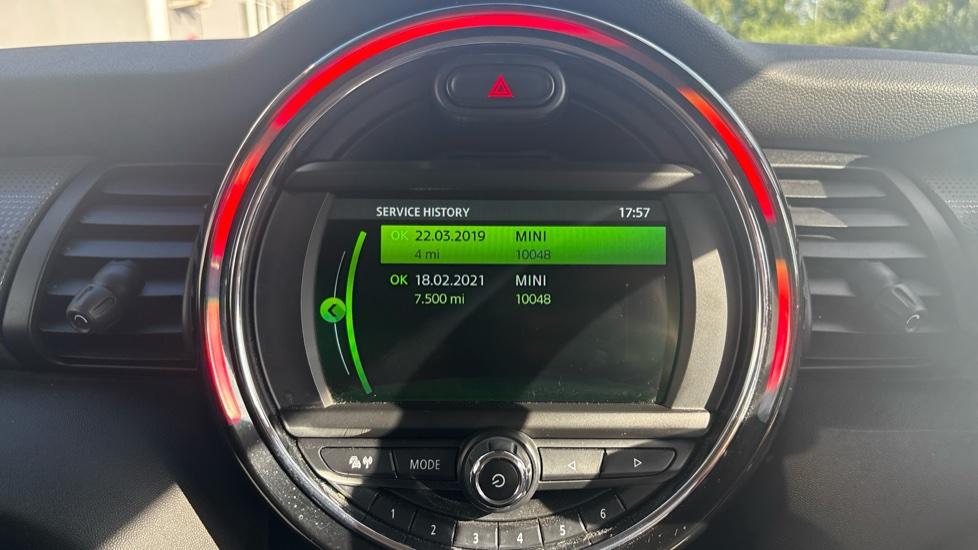 SERVICE HISTORY 17:57
OK 22.03.2019 MINI
4 mi 10048
OK 18.02.2021 MINI
7.500 mi 10048
MODE
1 2 3 4 5 6